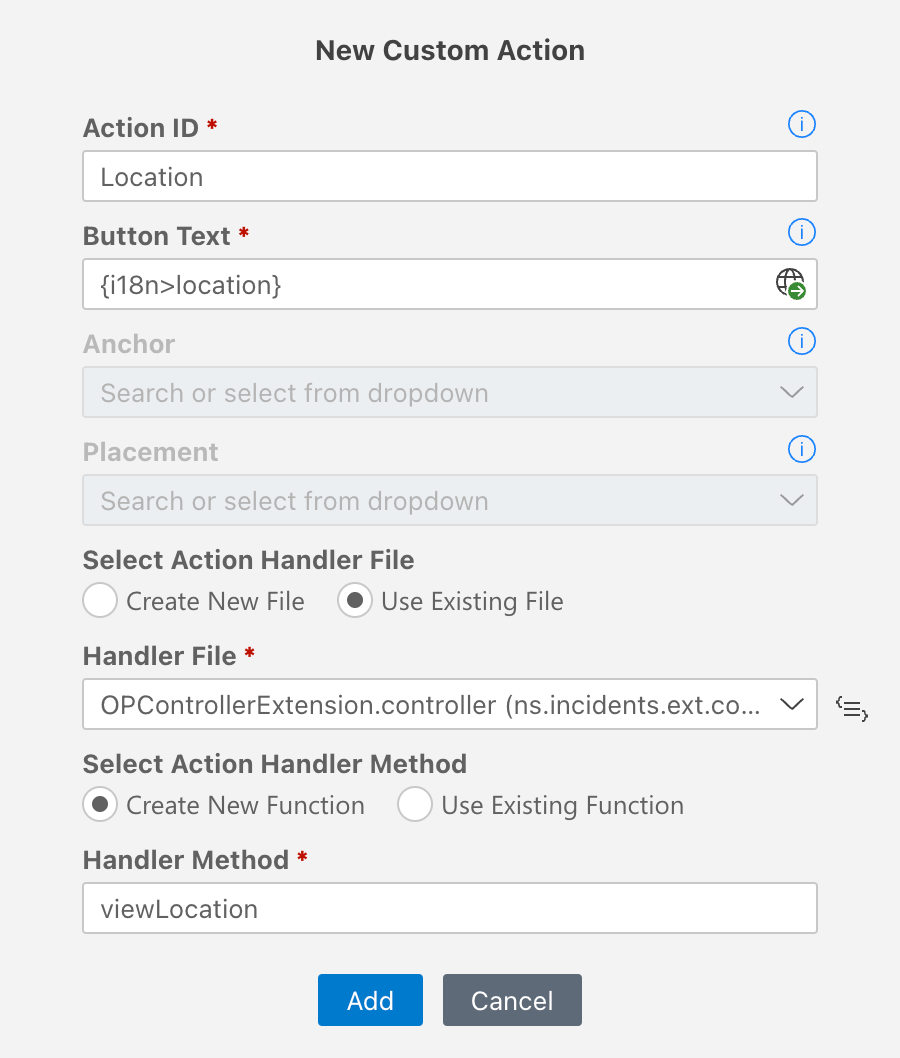 New Custom Action
Action ID *
Location
Button Text *
{i18n>location}
Anchor
Search or select from dropdown
Placement
Search or select from dropdown
Select Action Handler File
Create New File Use Existing File
Handler File *
OPControllerExtension.controller (ns.incidents.ext.co...
Select Action Handler Method
Create New Function Use Existing Function
Handler Method *
viewLocation
Add Cancel